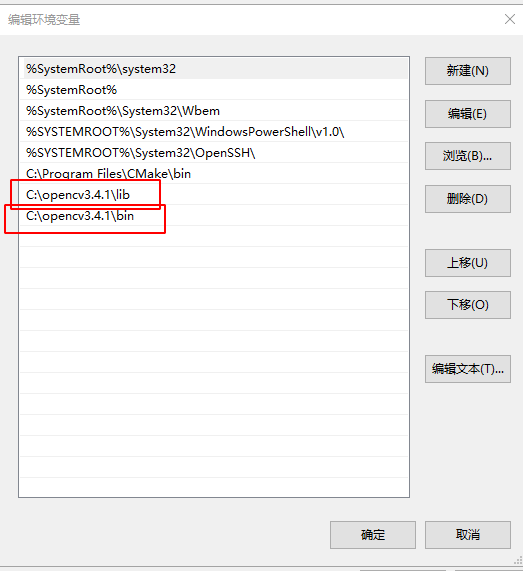 编辑环境变量
%SystemRoot%\system32
%SystemRoot%
%SystemRoot%\System32\Wbem
%SYSTEMROOT%\System32\WindowsPowerShell\v1.0\
%SYSTEMROOT%\System32\OpenSSH\
C:\Program Files\CMake\bin
C:\opencv3.4.1\lib
C:\opencv3.4.1\bin
新建(N)
编辑(E)
浏览(B)...
删除(D)
上移(U)
下移(O)
编辑文本(T)...
确定
取消